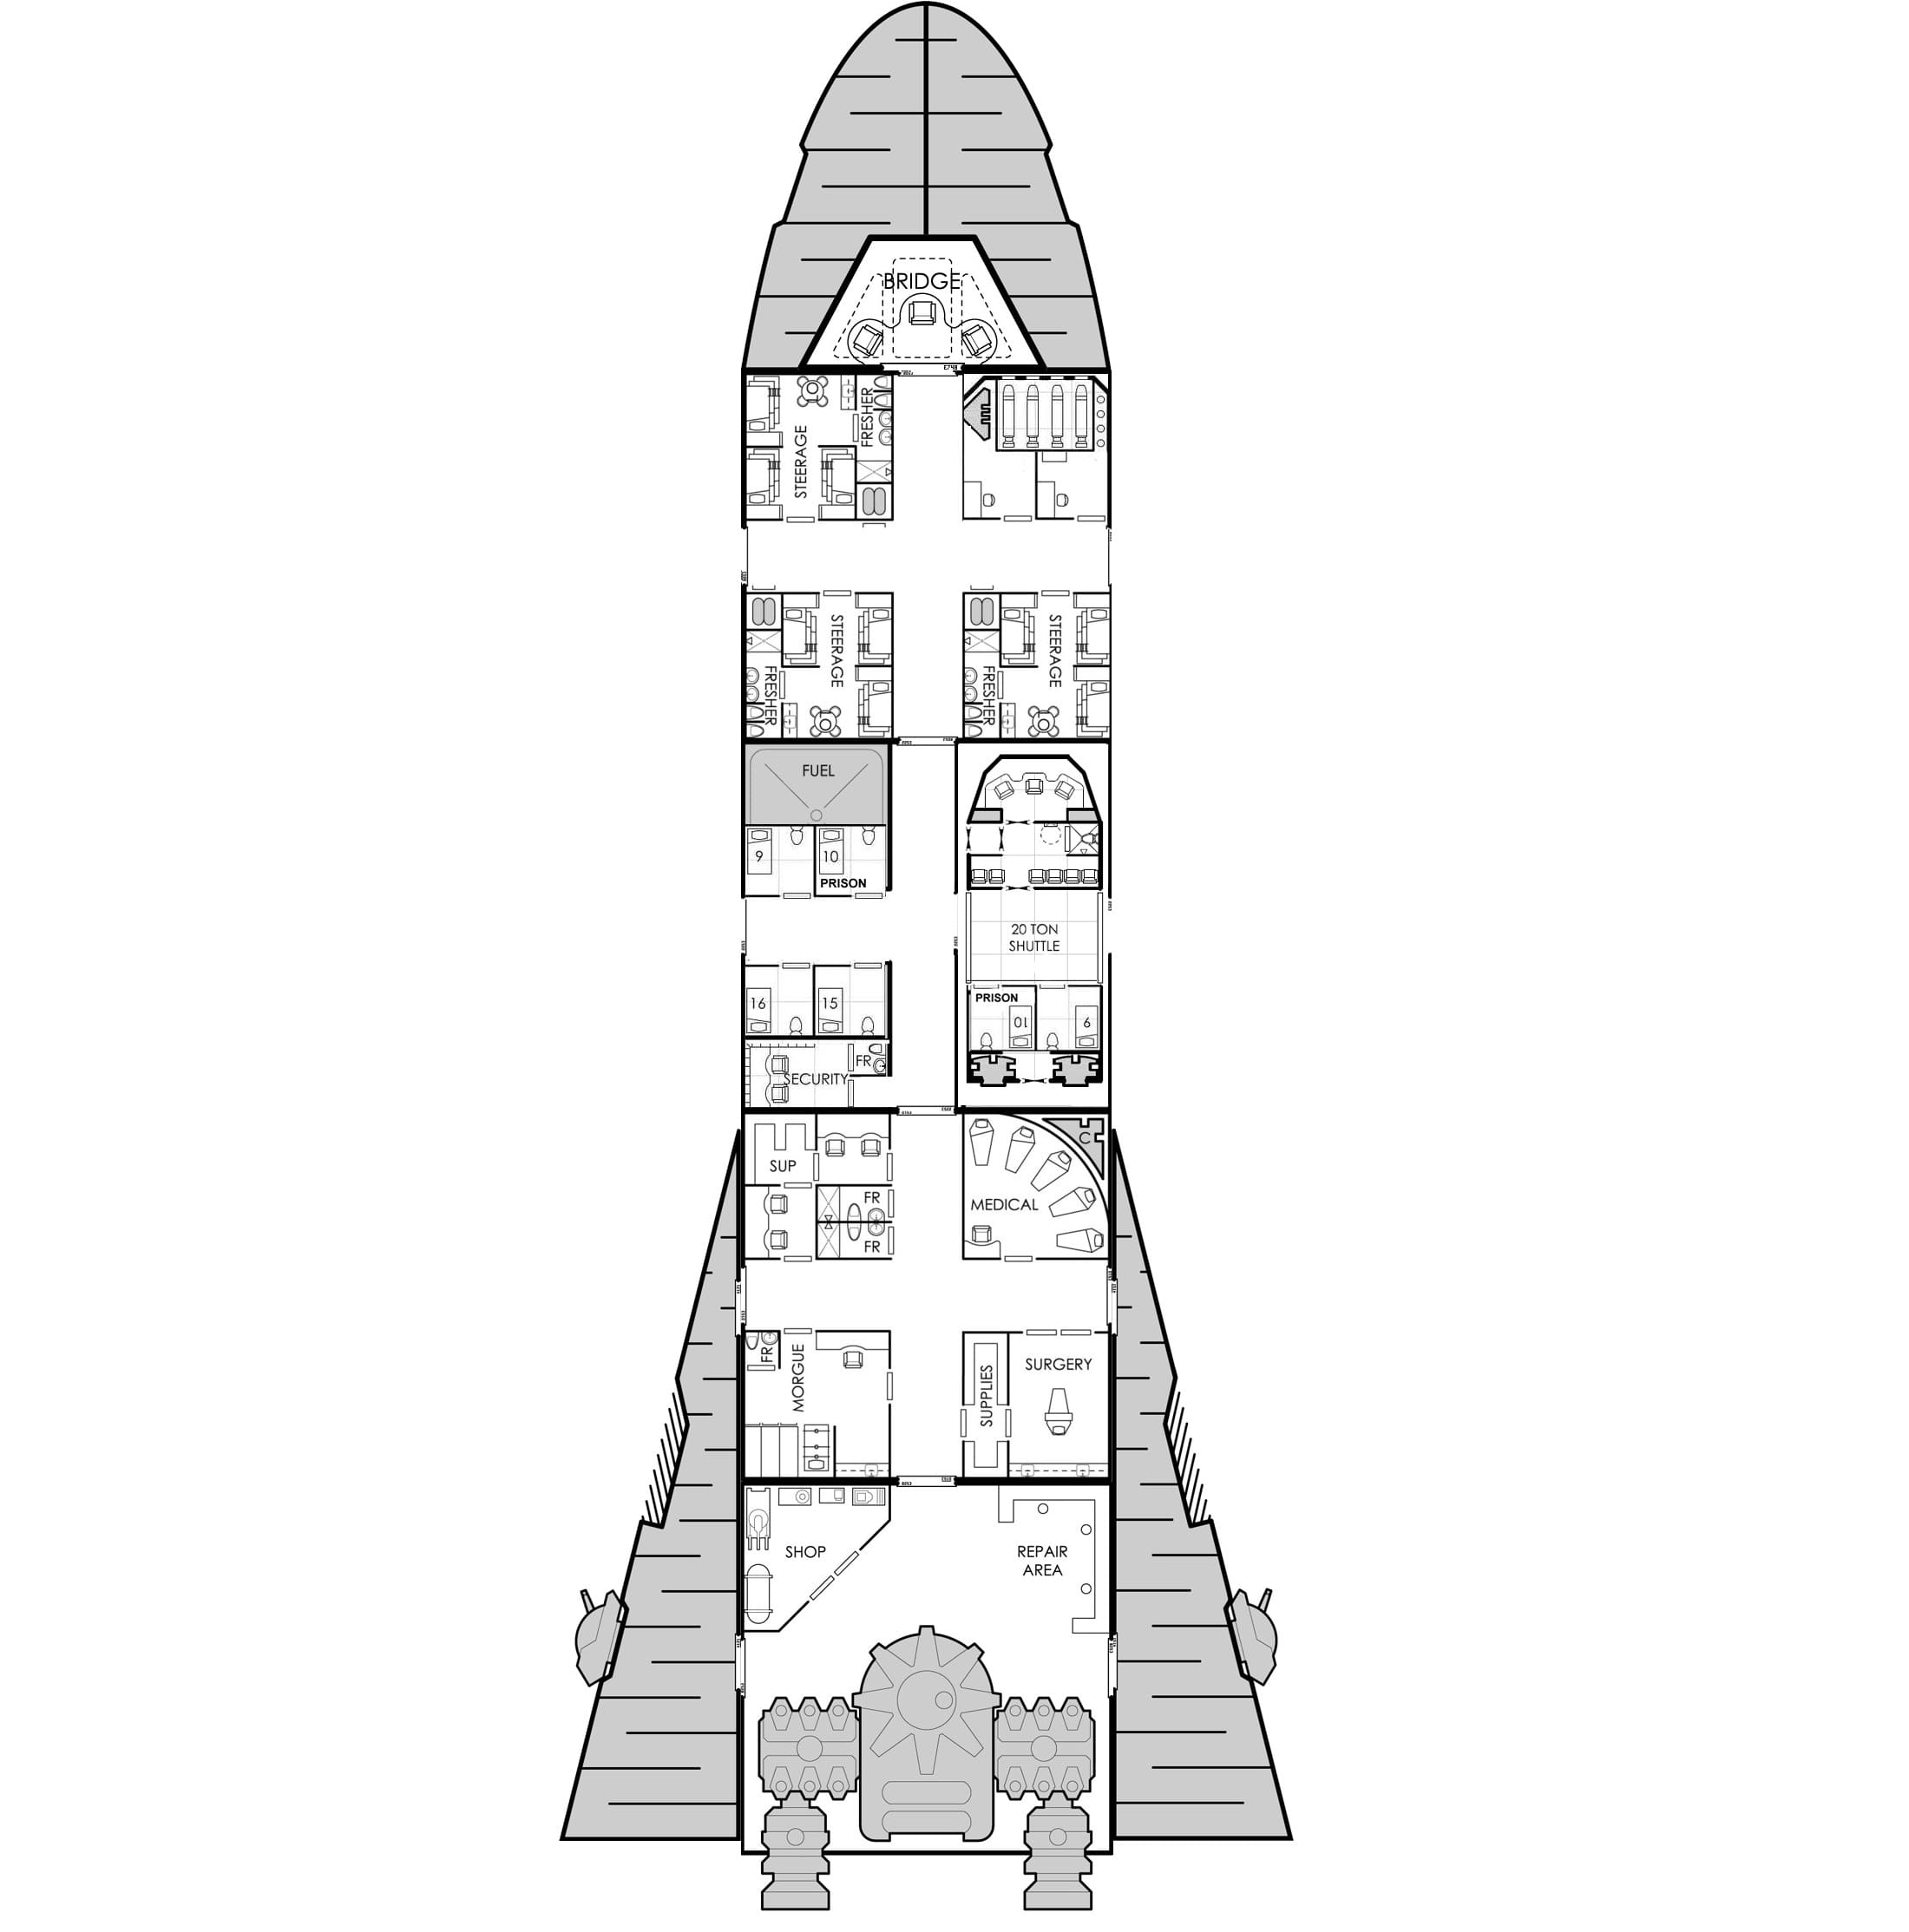 BRIDGE
STEERAGE
FRESHER
STEERAGE
FRESHER
STEERAGE
FRESHER
FUEL
9
10
PRISON
20 TON
SHUTTLE
16
15
PRISON
10
9
FR
SECURITY
SUP
C
FR
MEDICAL
FR
FR
MORGUE
SUPPLIES
SURGERY
SHOP
REPAIR
AREA